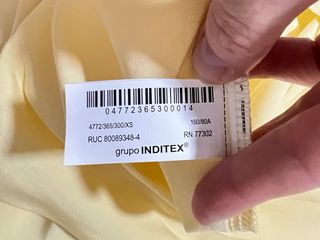 04772365300014
4772/365/300/XS 160/80A
RUC 80089348-4 RN 77302
grupo INDITEX®